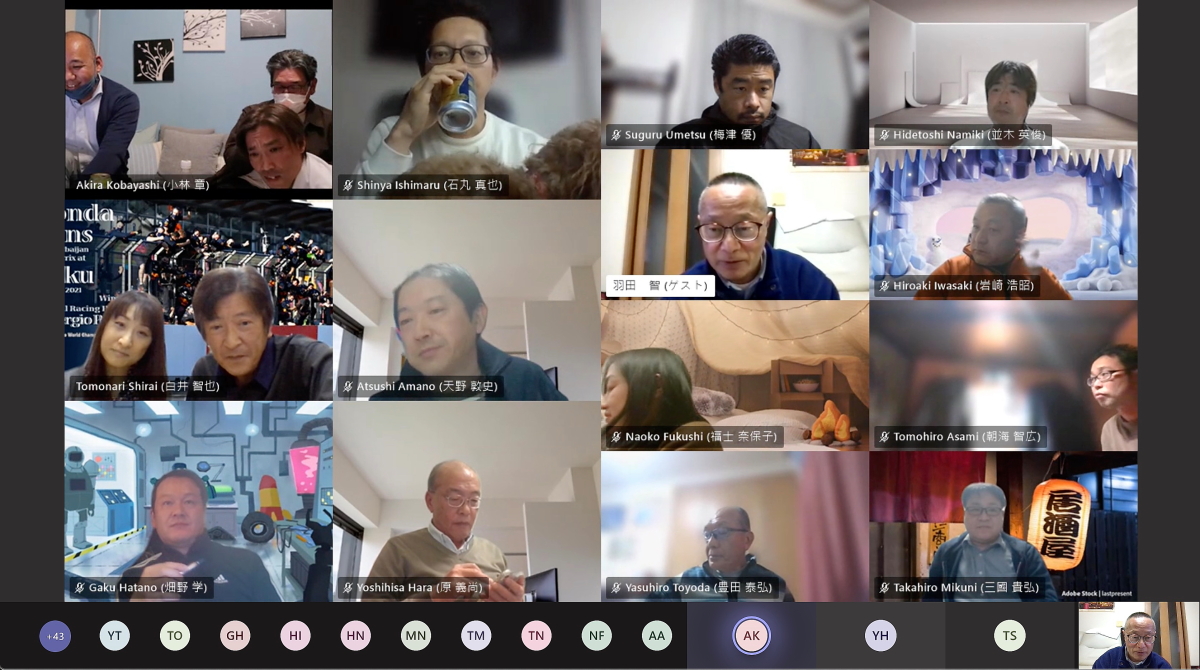 Akira Kobayashi (小林 章)
Shinya Ishimaru (石丸 真也)
Suguru Umetsu (梅津 優)
Hidetoshi Namiki (並木 英俊)
羽田　智 (ゲスト)
Hiroaki Iwasaki (岩崎 浩昭)
onda
ns
baijan
rix at
ku
2021
Win
l Racing
ergio
World Cham
Tomonari Shirai (白井 智也)
Atsushi Amano (天野 敦史)
Naoko Fukushi (福士 奈保子)
Tomohiro Asami (朝海 智広)
Gaku Hatano (畑野 学)
Yoshihisa Hara (原 義尚)
Yasuhiro Toyoda (豊田 泰弘)
居酒屋
Takahiro Mikuni (三國 貴弘)
Adobe Stock | lastpresent
+43
YT
TO
GH
HI
HN
MN
TM
TN
NF
AA
AK
YH
TS